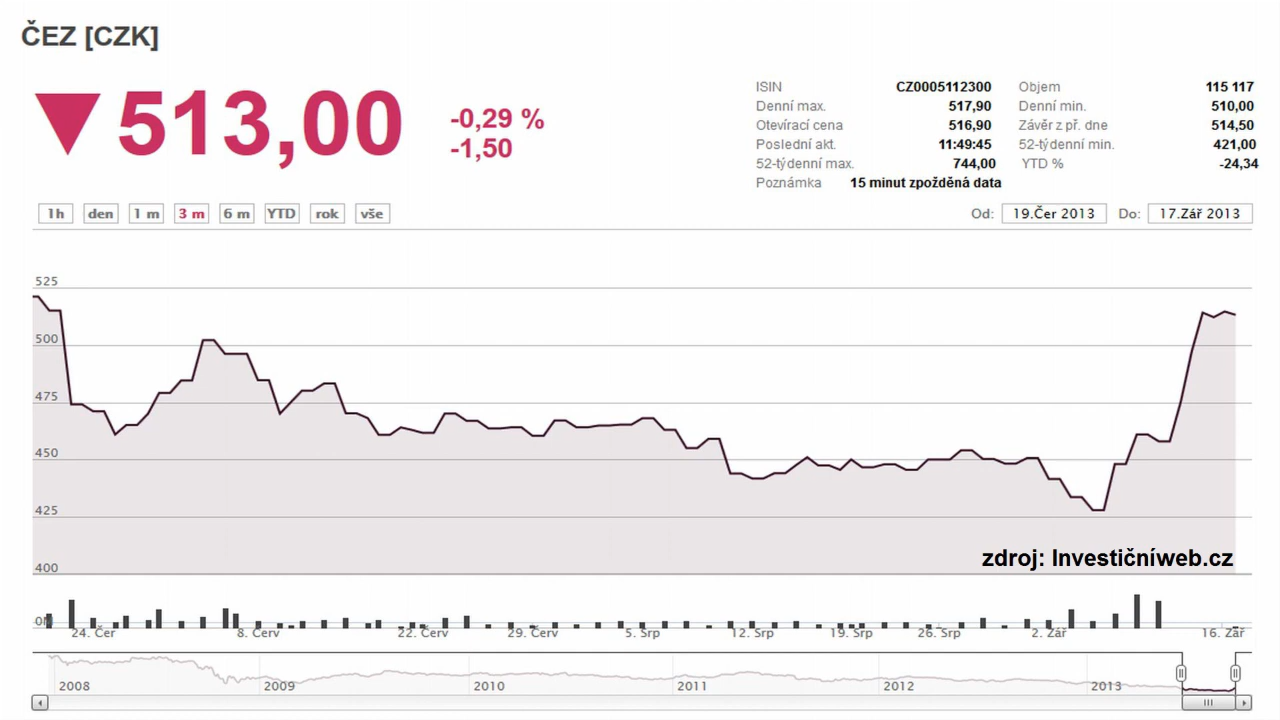 ČEZ [CZK]
513,00
-0,29 %
-1,50
ISIN CZ0005112300 Objem 115 117
Denní max. 517,90 Denní min. 510,00
Otevírací cena 516,90 Závěr z př. dne 514,50
Poslední akt. 11:49:45 52-týdenní min. 421,00
52-týdenní max. 744,00 YTD % -24,34
Poznámka 15 minut zpožděná data
1h den 1 m 3 m 6 m YTD rok vše Od: 19.Čer 2013 Do: 17.Zář 2013
525
500
475
450
425
400
zdroj: Investičníweb.cz
0M
24. Čer 8. Červ 22. Červ 29. Červ 5. Srp 12. Srp 19. Srp 26. Srp 2. Zář 16. Zář
2008 2009 2010 2011 2012 2013